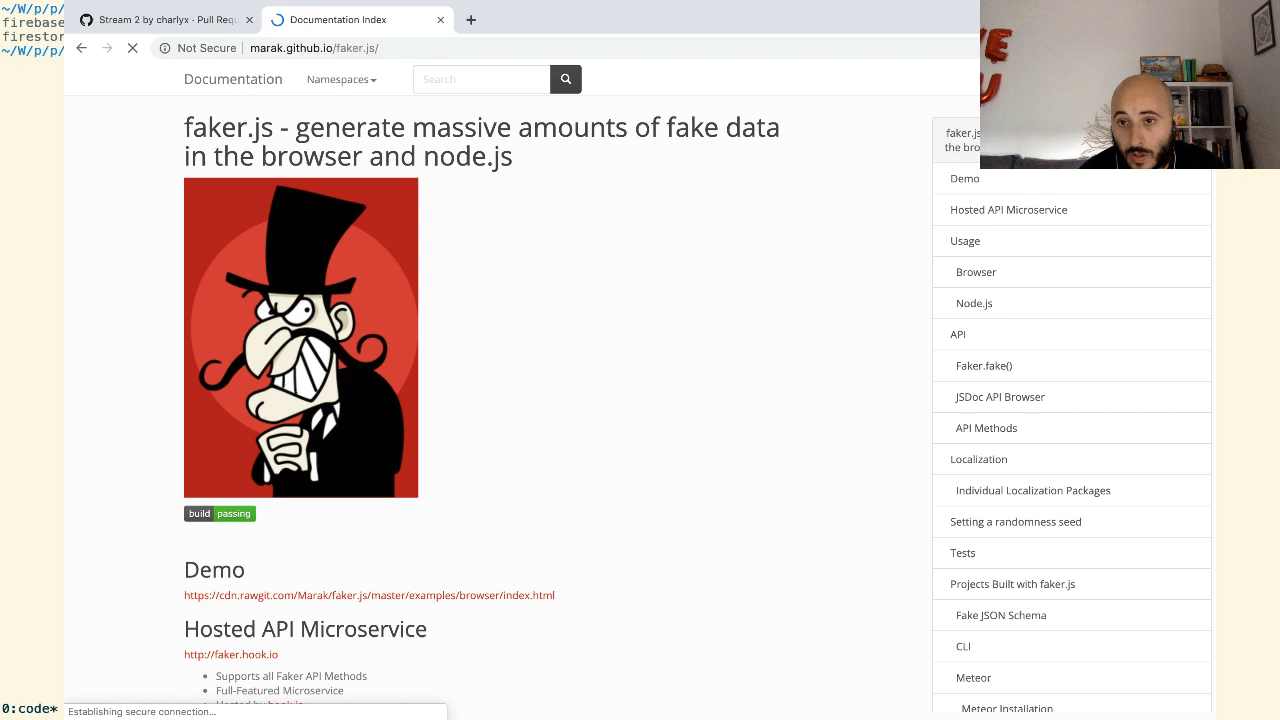 ~/W/p/p/
firebase
firestor
~/W/p/p/
Stream 2 by charlyx · Pull Requ
Documentation Index
Not Secure
marak.github.io/faker.js/
Documentation
Namespaces
Search
faker.js - generate massive amounts of fake data
in the browser and node.js
build passing
Demo
https://cdn.rawgit.com/Marak/faker.js/master/examples/browser/index.html
Hosted API Microservice
http://faker.hook.io
Supports all Faker API Methods
Full-Featured Microservice
Hosted by hook.io
faker.js
the bro
Demo
Hosted API Microservice
Usage
Browser
Node.js
API
Faker.fake()
JSDoc API Browser
API Methods
Localization
Individual Localization Packages
Setting a randomness seed
Tests
Projects Built with faker.js
Fake JSON Schema
CLI
Meteor
Meteor Installation
0:code*
Establishing secure connection...